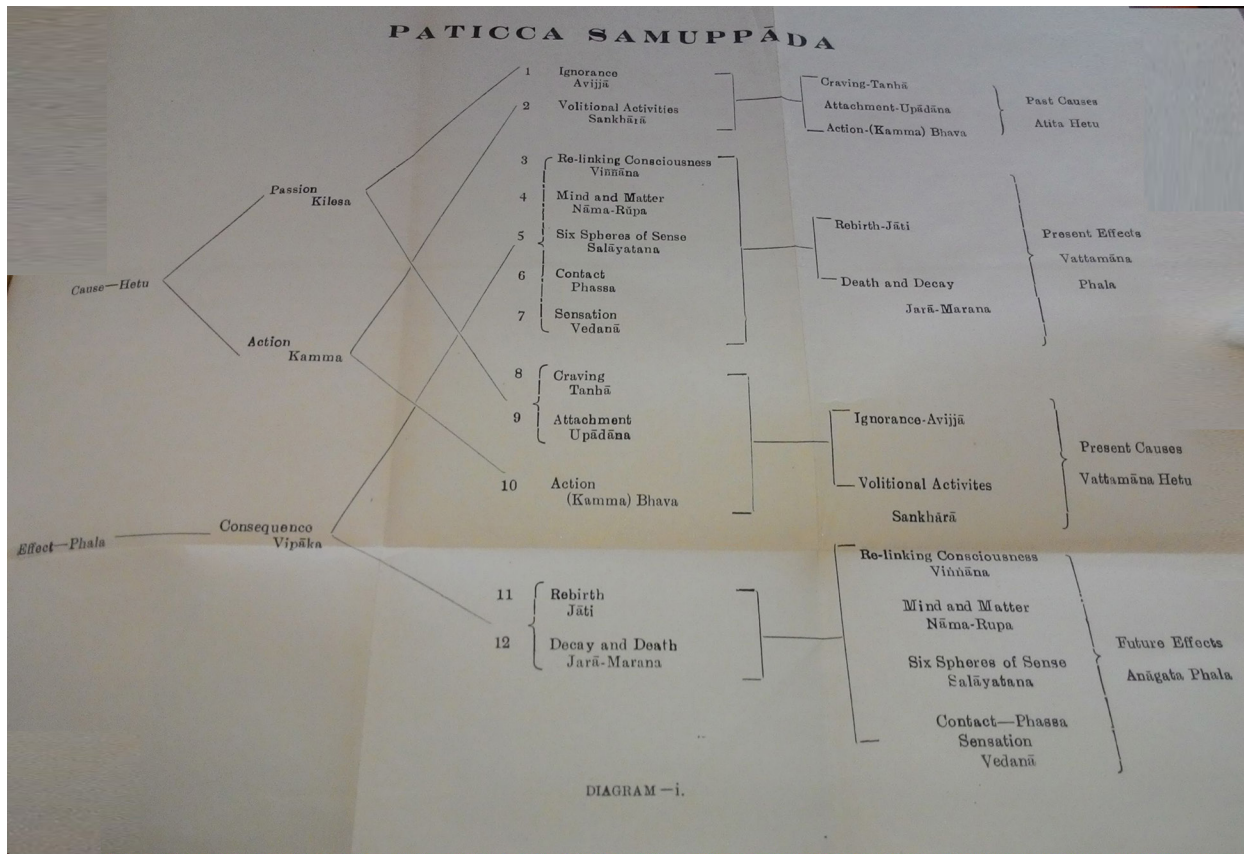 PATICCA SAMUPPĀDA
Cause—Hetu
Passion
Kilesa
Action
Kamma
Effect—Phala
Consequence
Vipāka
1 Ignorance
Avijjā
2 Volitional Activities
Sankhārā
3 Re-linking Consciousness
Viññāna
4 Mind and Matter
Nāma-Rūpa
5 Six Spheres of Sense
Salāyatana
6 Contact
Phassa
7 Sensation
Vedanā
8 Craving
Tanhā
9 Attachment
Upādāna
10 Action
(Kamma) Bhava
11 Rebirth
Jāti
12 Decay and Death
Jarā-Marana
Craving-Tanhā
Attachment-Upādāna
Action-(Kamma) Bhava
Past Causes
Atita Hetu
Rebirth-Jāti
Death and Decay
Jarā-Marana
Present Effects
Vattamāna
Phala
Ignorance-Avijjā
Volitional Activites
Sankhārā
Present Causes
Vattamāna Hetu
Re-linking Consciousness
Viṅṅāna
Mind and Matter
Nāma-Rupa
Six Spheres of Sense
Salāyatana
Contact—Phassa
Sensation
Vedanā
Future Effects
Anāgata Phala
DIAGRAM—i.